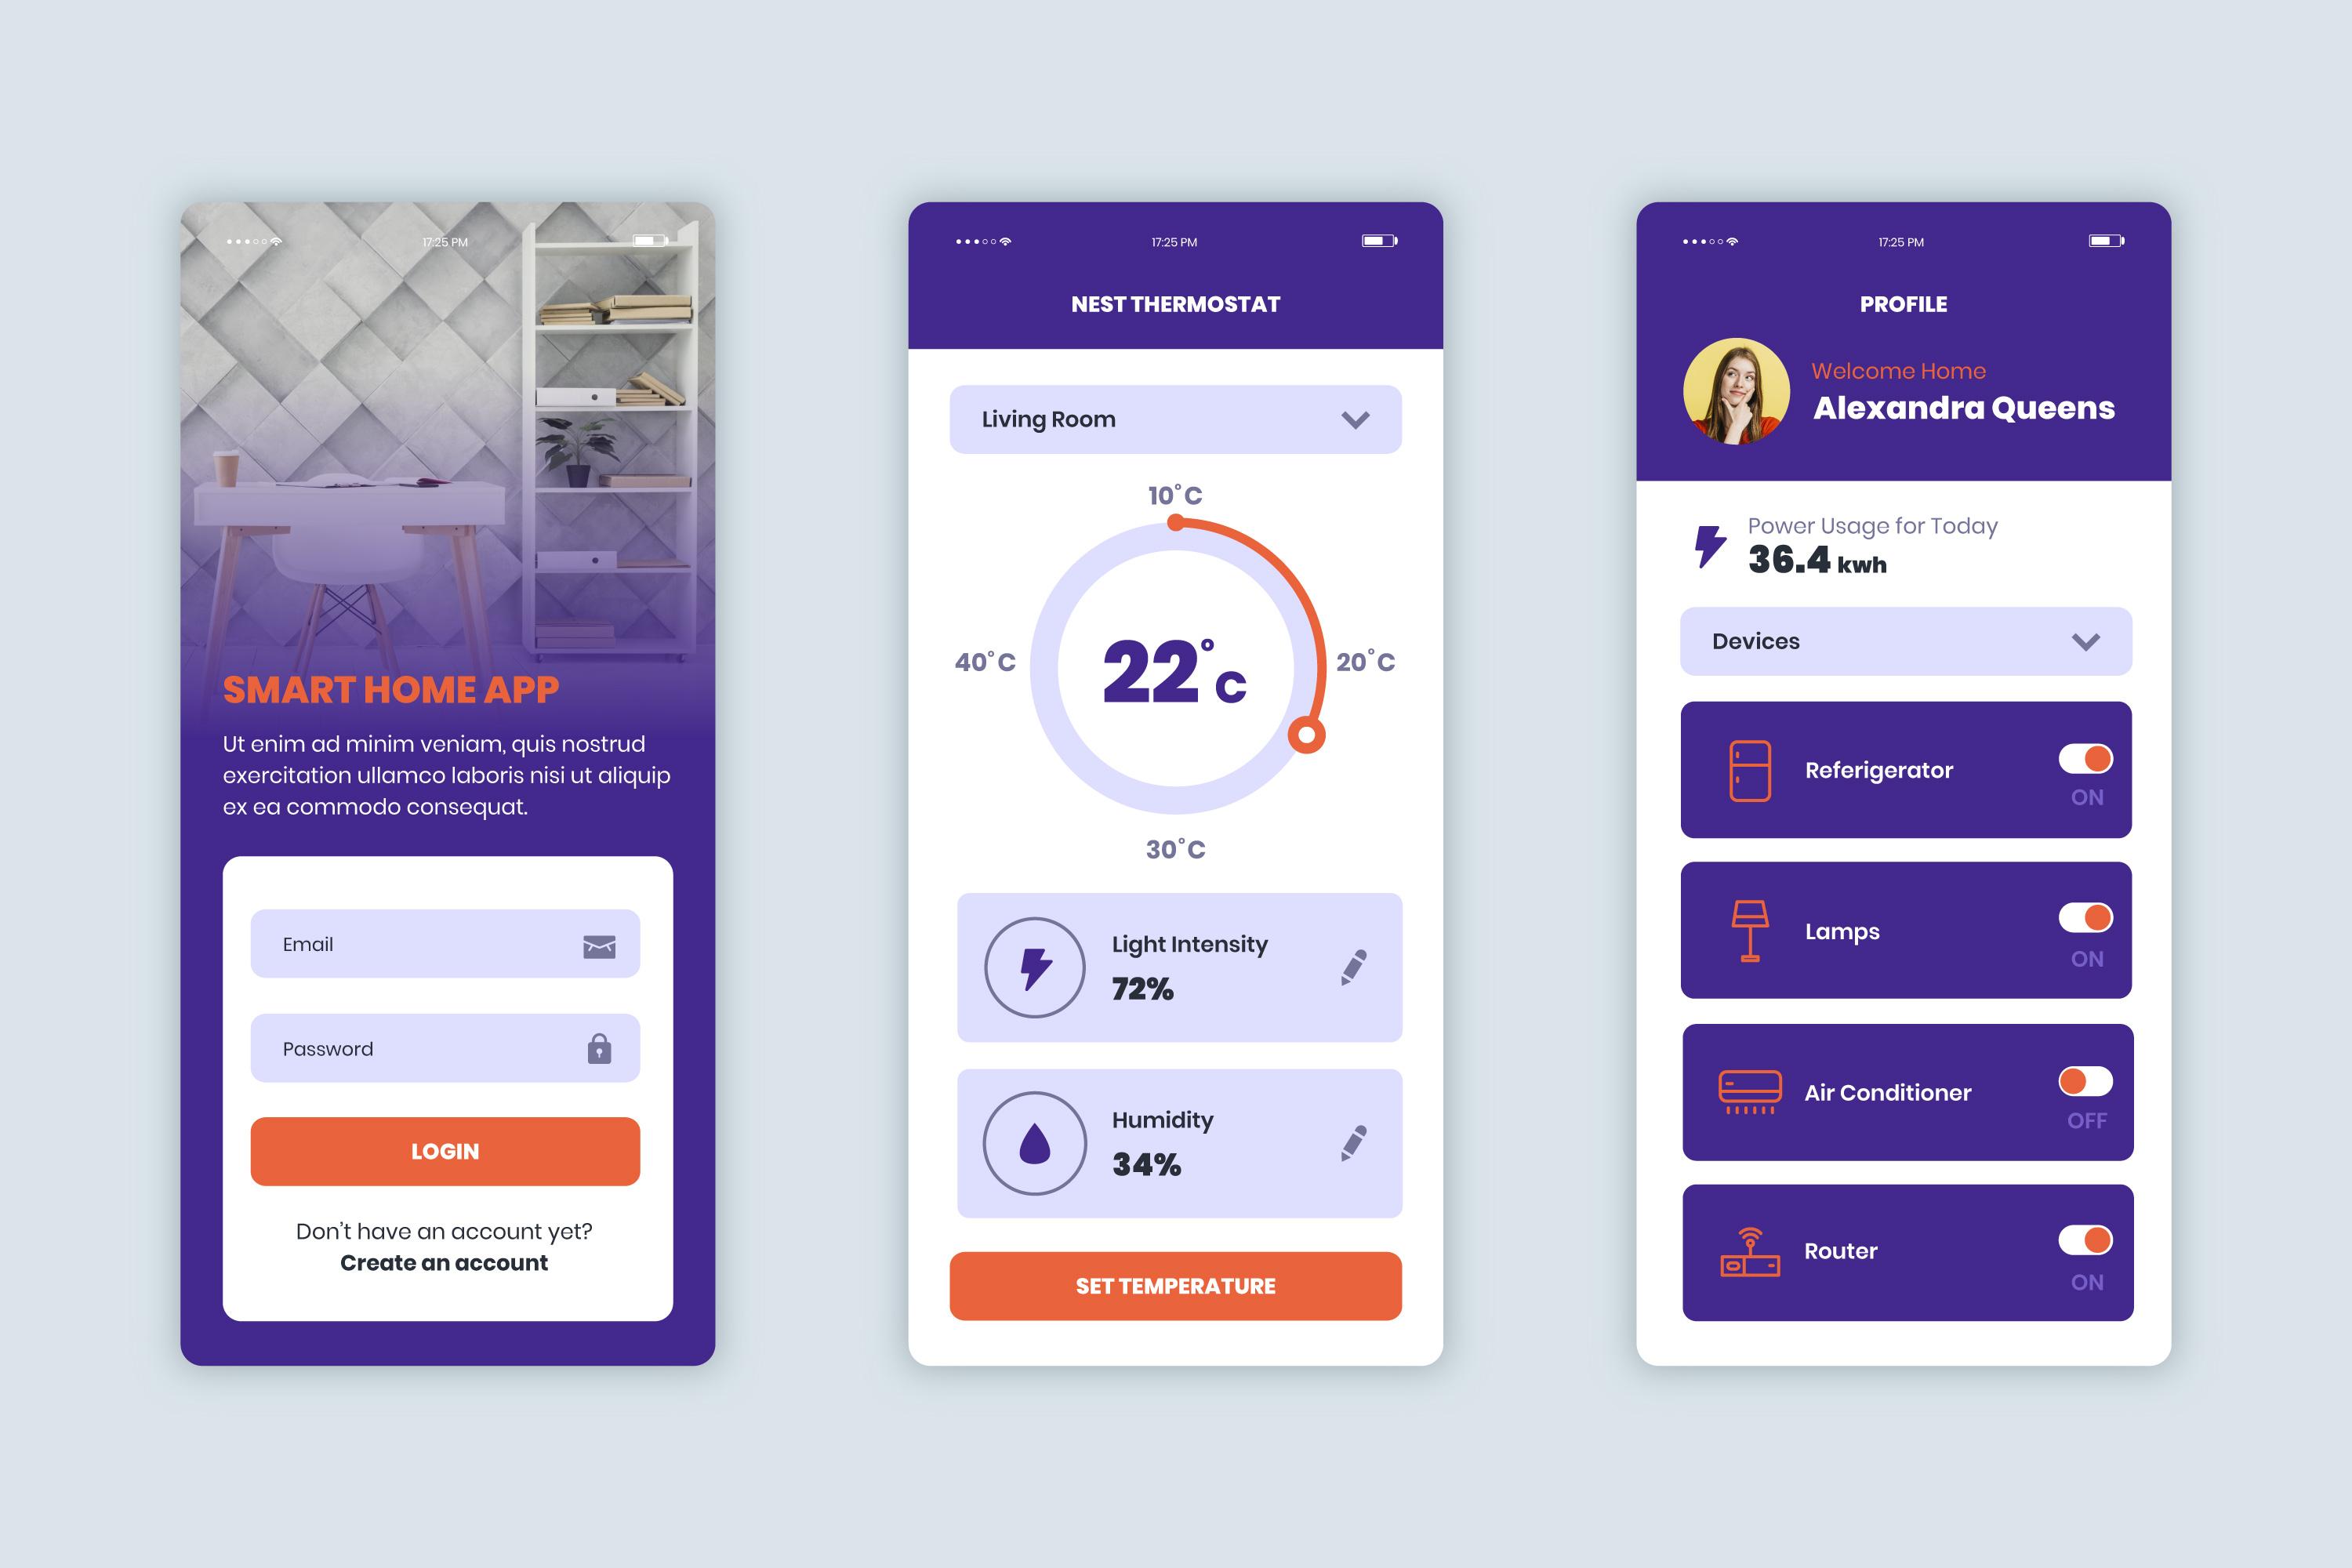 17:25 PM
SMART HOME APP
Ut enim ad minim veniam, quis nostrud
exercitation ullamco laboris nisi ut aliquip
ex ea commodo consequat.
Email
Password
LOGIN
Don't have an account yet?
Create an account
17:25 PM
NEST THERMOSTAT
Living Room
10°C
40°C
22°C
20°C
30°C
Light Intensity
72%
Humidity
34%
SET TEMPERATURE
17:25 PM
PROFILE
Welcome Home
Alexandra Queens
Power Usage for Today
36.4 kwh
Devices
Referigerator
ON
Lamps
ON
Air Conditioner
OFF
Router
ON